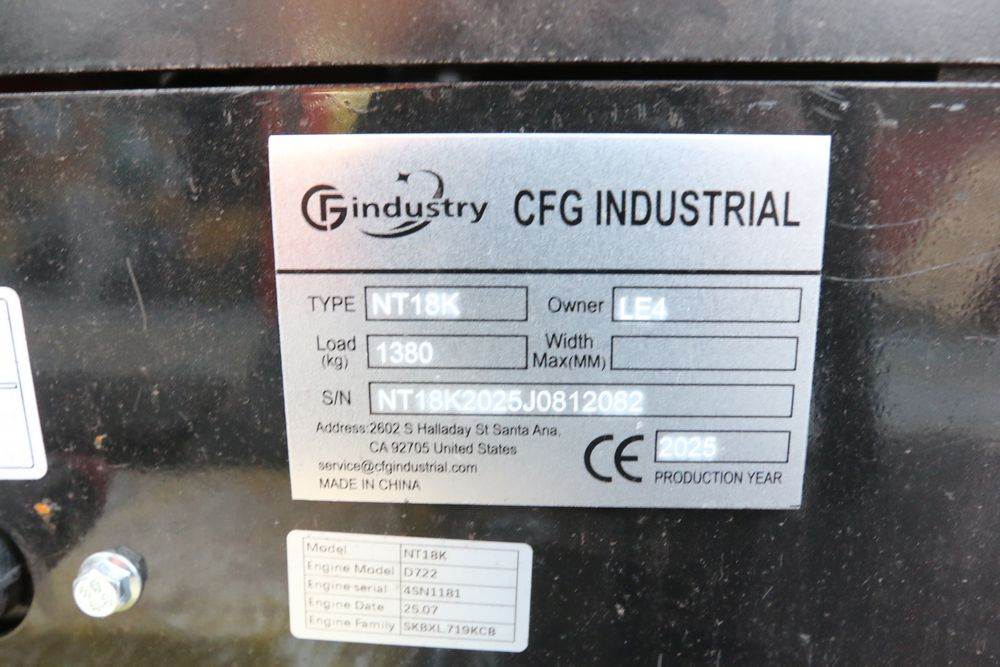 CFG industry CFG INDUSTRIAL
TYPE NT18K Owner LE4
Load (kg) 1380 Width Max(MM)
S/N NT18K2025J0812082
Address:2602 S Halladay St Santa Ana,
CA 92705 United States
service@cfgindustrial.com
MADE IN CHINA
CE 2025
PRODUCTION YEAR
Model NT18K
Engine Model D722
Engine serial 4SN1181
Engine Date 25.07
Engine Family SKBXL.719KCB